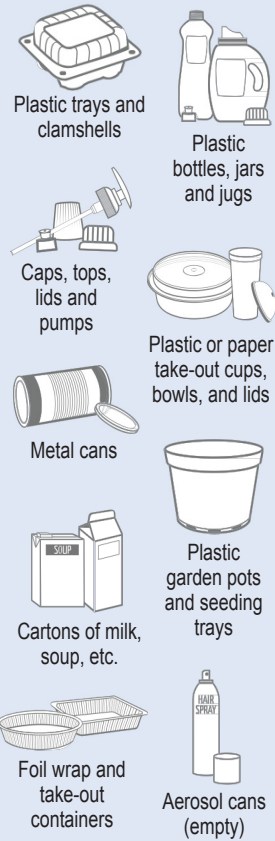 Plastic trays and
clamshells
Plastic
bottles, jars
and jugs
Caps, tops,
lids and
pumps
Plastic or paper
take-out cups,
bowls, and lids
Metal cans
SOUP
Cartons of milk,
soup, etc.
Plastic
garden pots
and seeding
trays
Foil wrap and
take-out
containers
HAIR
SPRAY
Aerosol cans
(empty)